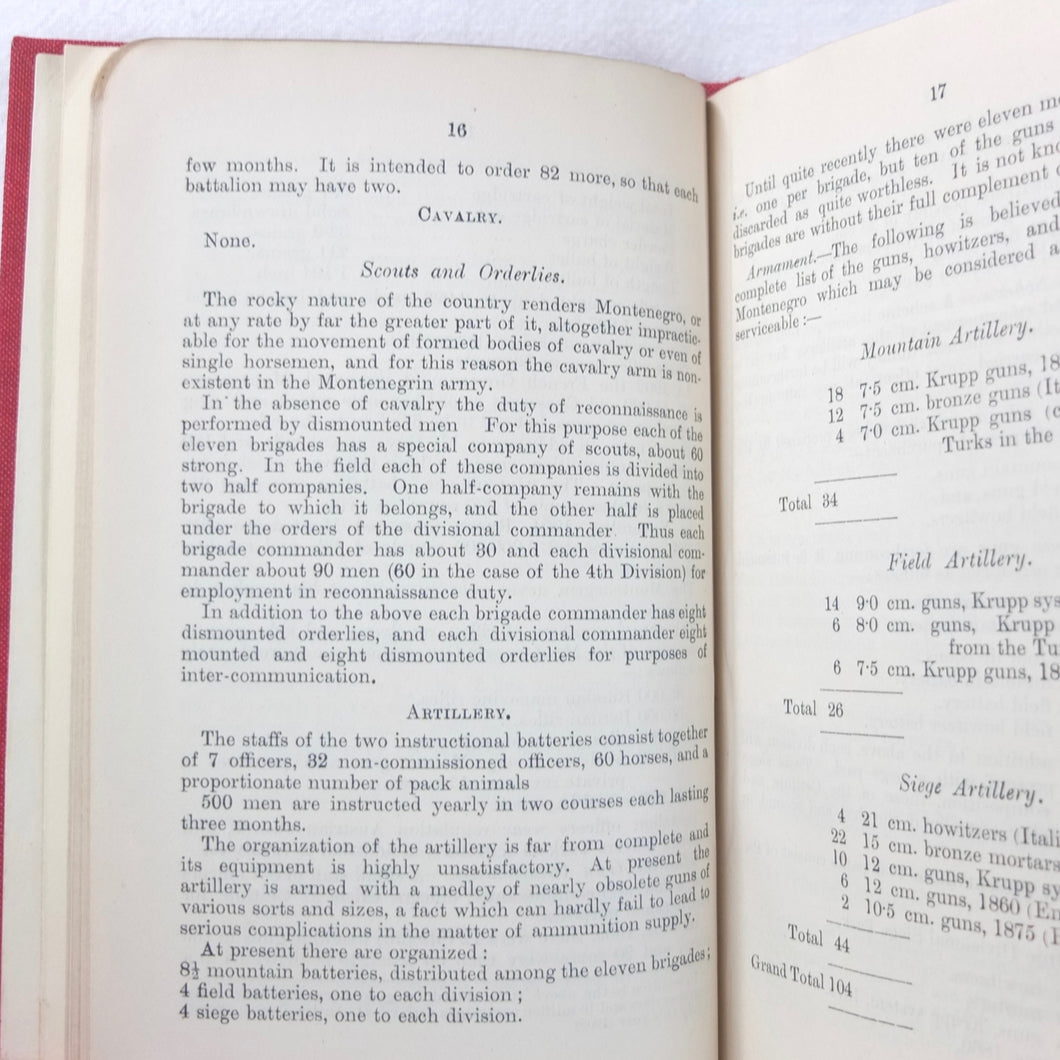 16
few months. It is intended to order 82 more, so that each
battalion may have two.
CAVALRY.
None.
Scouts and Orderlies.
The rocky nature of the country renders Montenegro, or
at any rate by far the greater part of it, altogether impractic-
able for the movement of formed bodies of cavalry or even of
single horsemen, and for this reason the cavalry arm is non-
existent in the Montenegrin army.
In the absence of cavalry the duty of reconnaissance is
performed by dismounted men For this purpose each of the
eleven brigades has a special company of scouts, about 60
strong. In the field each of these companies is divided into
two half companies. One half-company remains with the
brigade to which it belongs, and the other half is placed
under the orders of the divisional commander. Thus each
brigade commander has about 30 and each divisional com-
mander about 90 men (60 in the case of the 4th Division) for
employment in reconnaissance duty.
In addition to the above each brigade commander has eight
dismounted orderlies, and each divisional commander eight
mounted and eight dismounted orderlies for purposes of
inter-communication.
ARTILLERY.
The staffs of the two instructional batteries consist together
of 7 officers, 32 non-commissioned officers, 60 horses, and a
proportionate number of pack animals
500 men are instructed yearly in two courses each lasting
three months.
The organization of the artillery is far from complete and
its equipment is highly unsatisfactory. At present the
artillery is armed with a medley of nearly obsolete guns of
various sorts and sizes, a fact which can hardly fail to lead to
serious complications in the matter of ammunition supply.
At present there are organized :
8½ mountain batteries, distributed among the eleven brigades;
4 field batteries, one to each division ;
4 siege batteries, one to each division.
17
Until quite recently there were eleven
i.e. one per brigade, but ten of the guns
discarded as quite worthless. It is not
brigades are without their full complement
Armament.—The following is believed
complete list of the guns, howitzers, and
Montenegro which may be considered
serviceable :—
Mountain Artillery.
18 7·5 cm. Krupp guns, 18
12 7·5 cm. bronze guns (It
4 7·0 cm. Krupp guns (c
Turks in the
Total 34
Field Artillery.
14 9·0 cm. guns, Krupp sys
6 8·0 cm. guns, Krupp
from the Tu
6 7·5 cm. Krupp guns, 18
Total 26
Siege Artillery.
4 21 cm. howitzers (Itali
22 15 cm. bronze mortars
10 12 cm. guns, Krupp sy
6 12 cm. guns, 1860 (En
2 10·5 cm. guns, 1875 (
Total 44
Grand Total 104